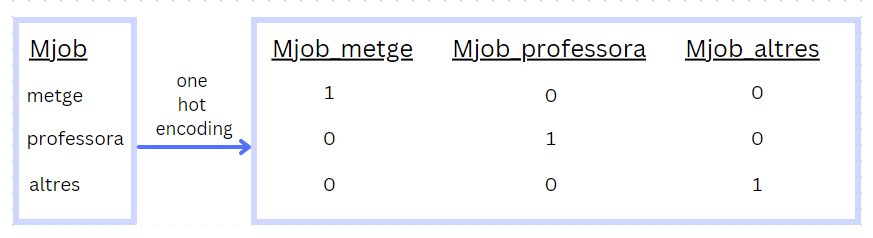 Mjob
metge
professora
altres
one
hot
encoding
Mjob_metge Mjob_professora Mjob_altres
1 0 0
0 1 0
0 0 1